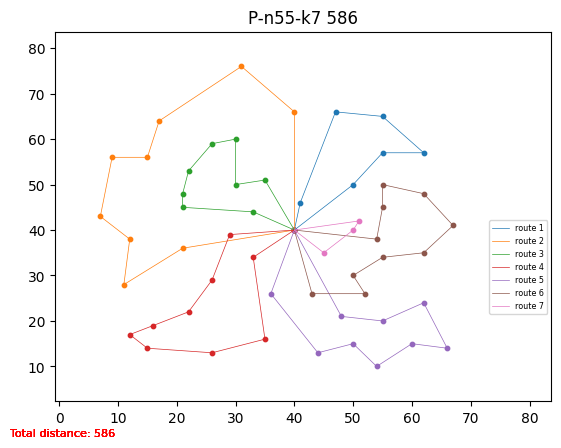 P-n55-k7 586
80
70
60
50
40
30
20
10
0 10 20 30 40 50 60 70 80
route 1
route 2
route 3
route 4
route 5
route 6
route 7
Total distance: 586